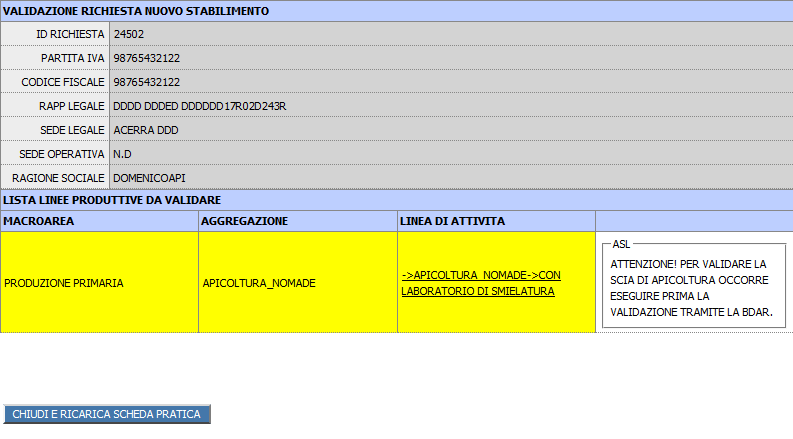 VALIDAZIONE RICHIESTA NUOVO STABILIMENTO
ID RICHIESTA 24502
PARTITA IVA 98765432122
CODICE FISCALE 98765432122
RAPP LEGALE DDDD DDDED DDDDDD17R02D243R
SEDE LEGALE ACERRA DDD
SEDE OPERATIVA N.D
RAGIONE SOCIALE DOMENICOAPI
LISTA LINEE PRODUTTIVE DA VALIDARE
MACROAREA AGGREGAZIONE LINEA DI ATTIVITA
PRODUZIONE PRIMARIA
APICOLTURA_NOMADE
->APICOLTURA_NOMADE->CON
LABORATORIO DI SMIELATURA
ASL
ATTENZIONE! PER VALIDARE LA
SCIA DI APICOLTURA OCCORRE
ESEGUIRE PRIMA LA
VALIDAZIONE TRAMITE LA BDAR.
CHIUDI E RICARICA SCHEDA PRATICA